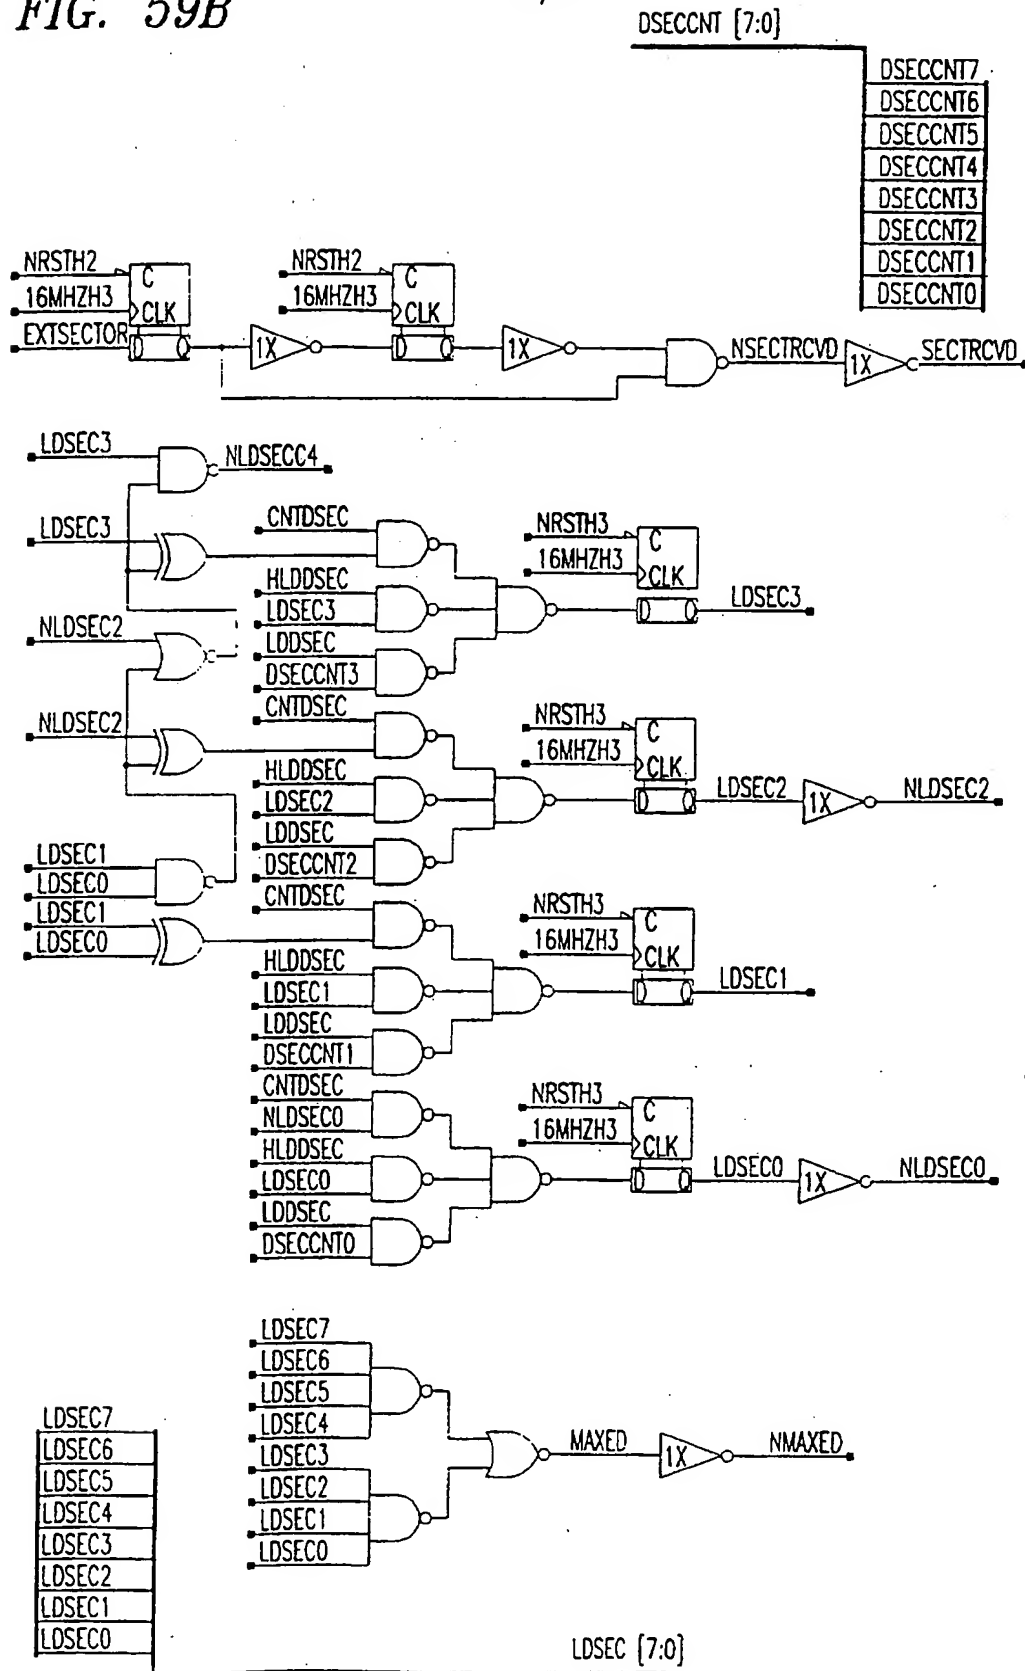 FIG. 59B
DSECCNT [7:0]
DSECCNT7
DSECCNT6
DSECCNT5
DSECCNT4
DSECCNT3
DSECCNT2
DSECCNT1
DSECCNT0
NRSTH2
C
16MHZH3
CLK
EXTSECTOR
1X
NRSTH2
C
16MHZH3
CLK
1X
NSECTRCVD
1X
SECTRCVD
LDSEC3
NLDSECC4
LDSEC3
NLDSEC2
NLDSEC2
LDSEC1
LDSEC0
LDSEC1
LDSEC0
CNTDSEC
HLDDSEC
LDSEC3
LDDSEC
DSECCNT3
NRSTH3
C
16MHZH3
CLK
LDSEC3
CNTDSEC
HLDDSEC
LDSEC2
LDDSEC
DSECCNT2
NRSTH3
C
16MHZH3
CLK
LDSEC2
1X
NLDSEC2
CNTDSEC
HLDDSEC
LDSEC1
LDDSEC
DSECCNT1
NRSTH3
C
16MHZH3
CLK
LDSEC1
CNTDSEC
NLDSEC0
HLDDSEC
LDSEC0
LDDSEC
DSECCNT0
NRSTH3
C
16MHZH3
CLK
LDSEC0
1X
NLDSEC0
LDSEC7
LDSEC6
LDSEC5
LDSEC4
LDSEC3
LDSEC2
LDSEC1
LDSEC0
MAXED
1X
NMAXED
LDSEC7
LDSEC6
LDSEC5
LDSEC4
LDSEC3
LDSEC2
LDSEC1
LDSEC0
LDSEC [7:0]